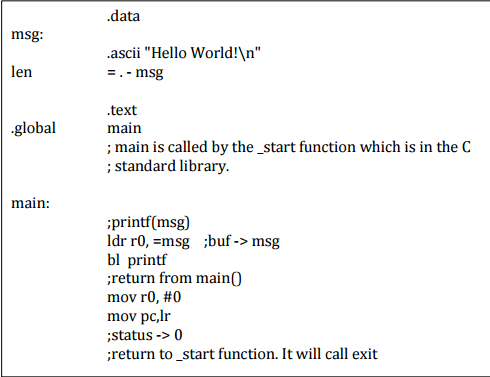 .data
msg:
.ascii "Hello World!\n"
len = . - msg
.text
.global main
; main is called by the _start function which is in the C
; standard library.
main:
;printf(msg)
ldr r0, =msg ;buf -> msg
bl printf
;return from main()
mov r0, #0
mov pc,lr
;status -> 0
;return to _start function. It will call exit